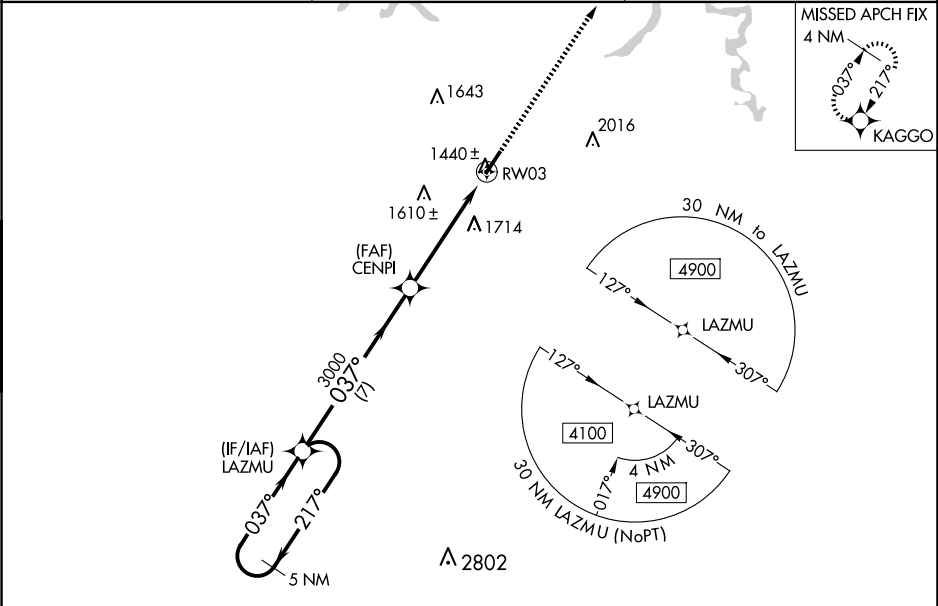 MISSED APCH FIX
4 NM
037°
217°
KAGGO
1643
2016
1440 ±
RW03
1610 ±
1714
(FAF)
CENPI
30 NM to LAZMU
4900
127°
LAZMU
307°
3000
037°
(7)
(IF/IAF)
LAZMU
037°
217°
5 NM
127°
LAZMU
4100
307°
4 NM
017°
4900
30 NM LAZMU (NoPT)
2802